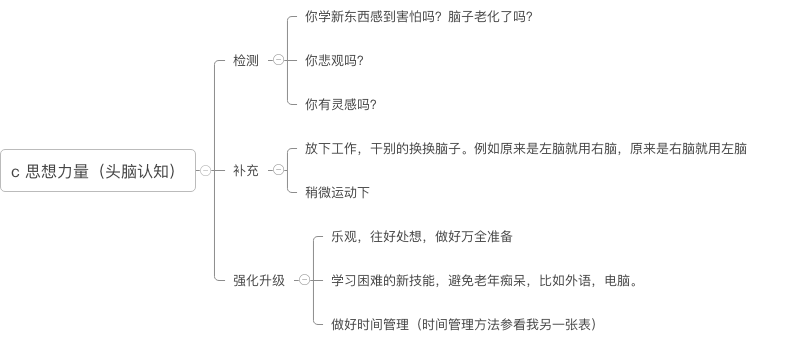 你学新东西感到害怕吗？脑子老化了吗？
检测
你悲观吗？
你有灵感吗？
放下工作，干别的换换脑子。例如原来是左脑就用右脑，原来是右脑就用左脑
c 思想力量（头脑认知）
补充
稍微运动下
乐观，往好处想，做好万全准备
强化升级
学习困难的新技能，避免老年痴呆，比如外语，电脑。
做好时间管理（时间管理方法参看我另一张表）